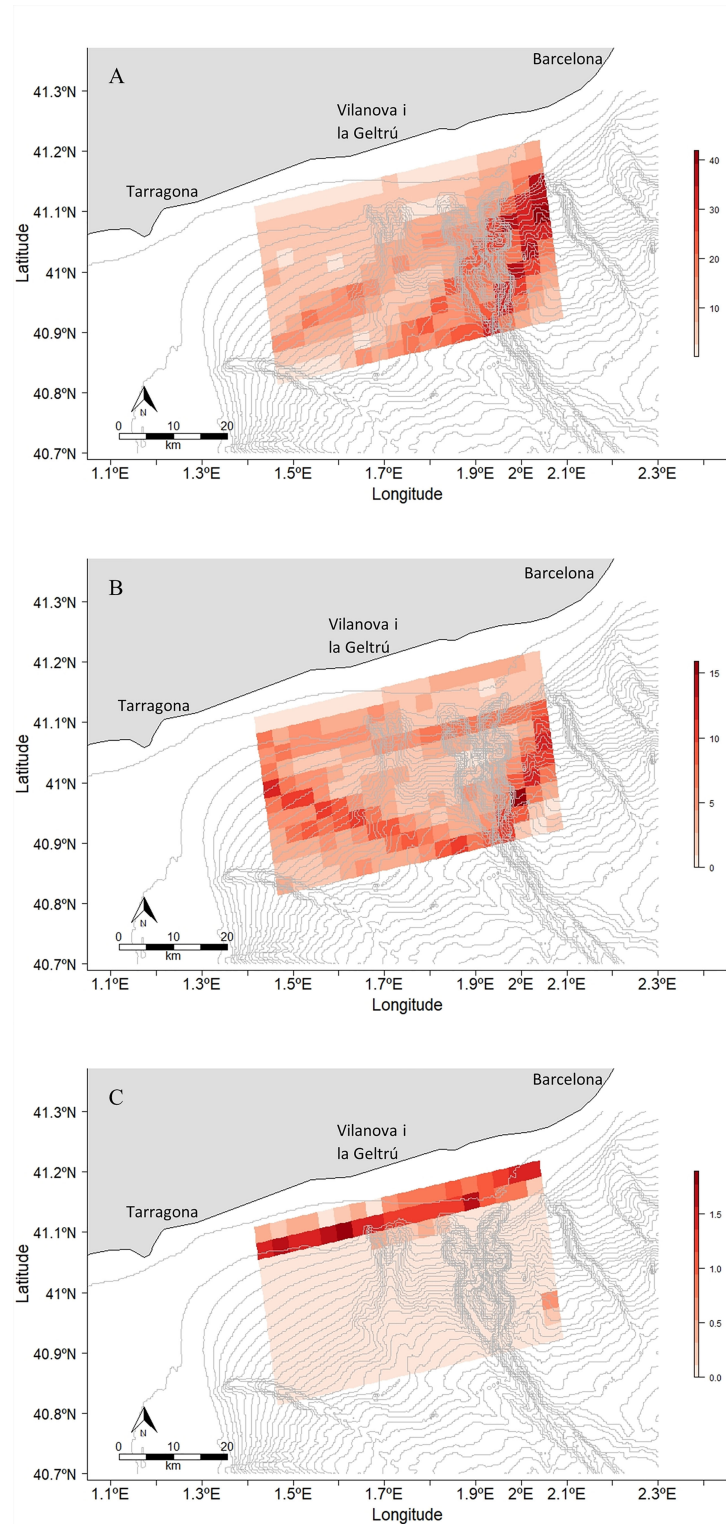 A
Barcelona
41.3ºN
Vilanova i
la Geltrú
41.2ºN
Tarragona
41.1ºN
41ºN
40.9ºN
40.8ºN
40.7ºN
Latitude
N
0 10 20
km
1.1ºE 1.3ºE 1.5ºE 1.7ºE 1.9ºE 2ºE 2.1ºE 2.3ºE
Longitude
40
30
20
10
B
Barcelona
41.3ºN
Vilanova i
la Geltrú
41.2ºN
Tarragona
41.1ºN
41ºN
40.9ºN
40.8ºN
40.7ºN
Latitude
N
0 10 20
km
1.1ºE 1.3ºE 1.5ºE 1.7ºE 1.9ºE 2ºE 2.1ºE 2.3ºE
Longitude
15
10
5
0
C
Barcelona
41.3ºN
Vilanova i
la Geltrú
41.2ºN
Tarragona
41.1ºN
41ºN
40.9ºN
40.8ºN
40.7ºN
Latitude
N
0 10 20
km
1.1ºE 1.3ºE 1.5ºE 1.7ºE 1.9ºE 2ºE 2.1ºE 2.3ºE
Longitude
1.5
1.0
0.5
0.0